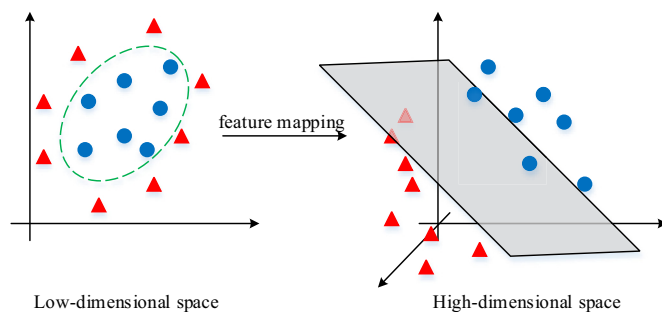 feature mapping
Low-dimensional space
High-dimensional space